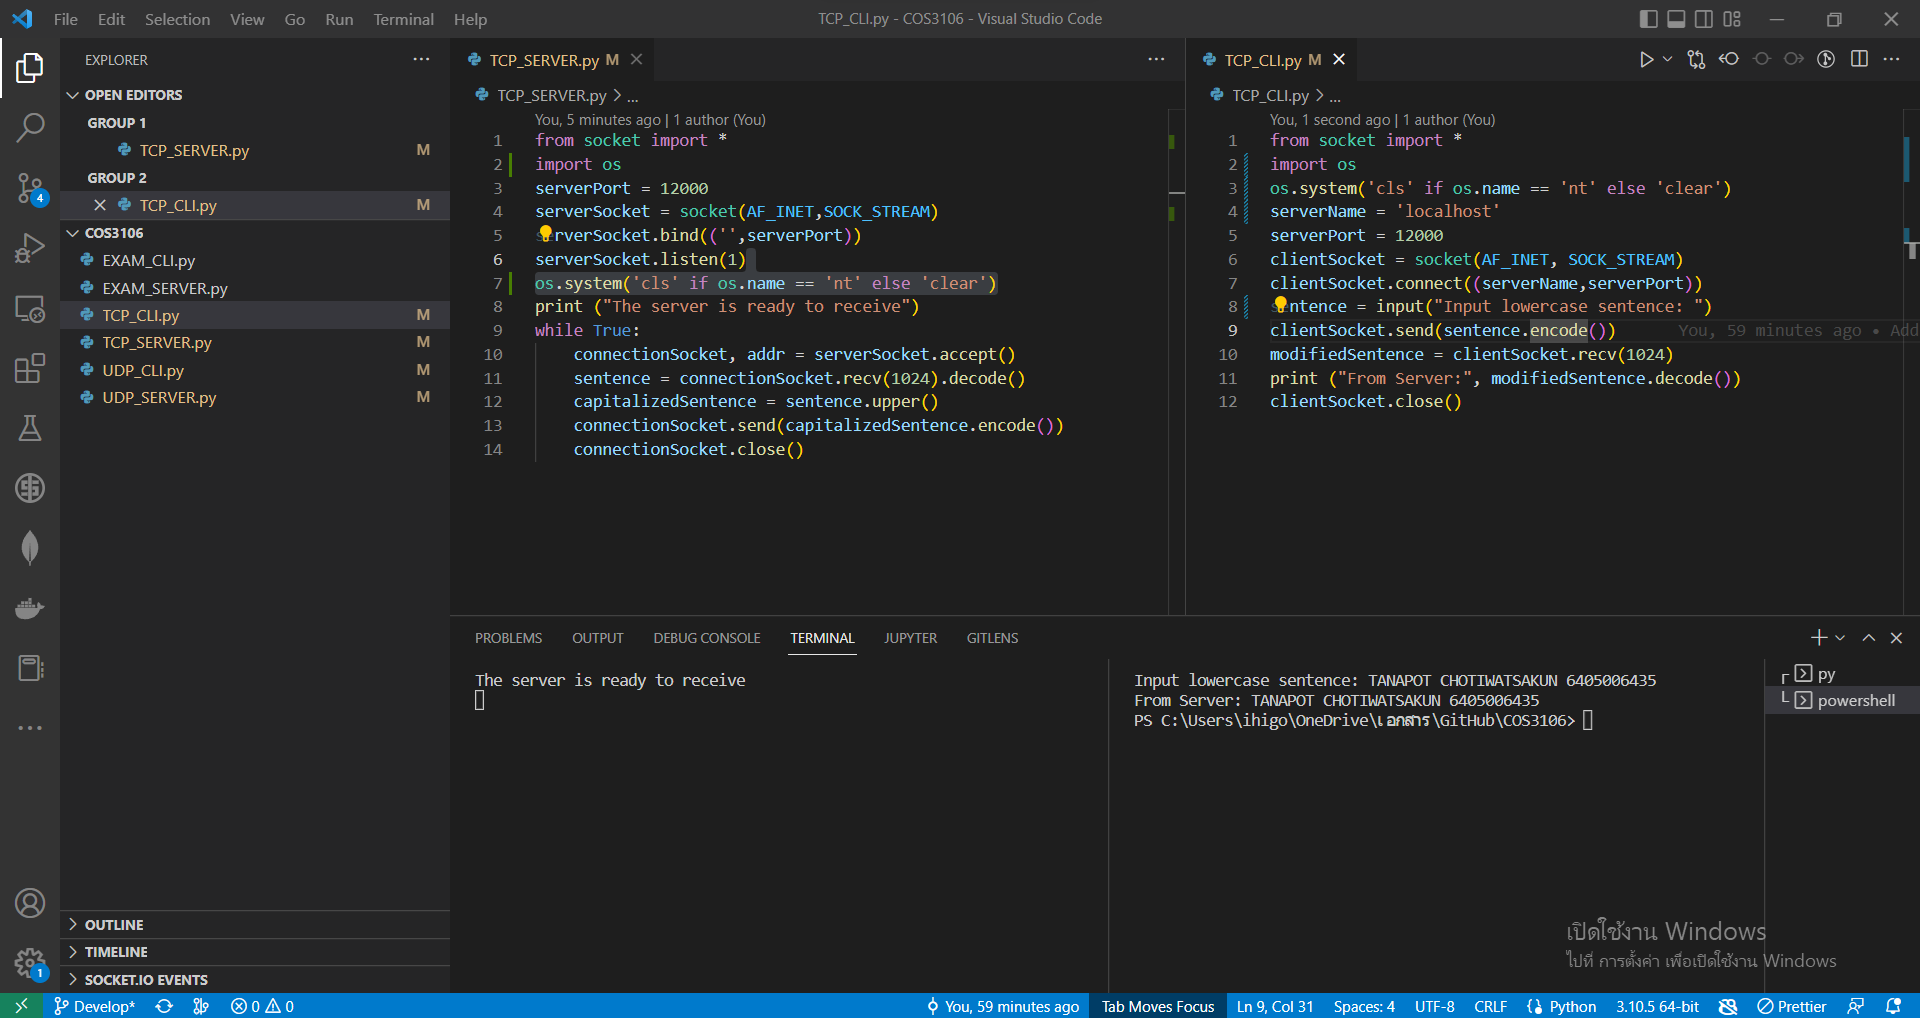 File Edit Selection View Go Run Terminal Help
TCP_CLI.py - COS3106 - Visual Studio Code
EXPLORER
OPEN EDITORS
GROUP 1
TCP_SERVER.py M
GROUP 2
TCP_CLI.py M
COS3106
EXAM_CLI.py
EXAM_SERVER.py
TCP_CLI.py M
TCP_SERVER.py M
UDP_CLI.py M
UDP_SERVER.py M
OUTLINE
TIMELINE
SOCKET.IO EVENTS
4
1
TCP_SERVER.py M
TCP_SERVER.py > ...
You, 5 minutes ago | 1 author (You)
1 from socket import *
2 import os
3 serverPort = 12000
4 serverSocket = socket(AF_INET,SOCK_STREAM)
5 serverSocket.bind(('',serverPort))
6 serverSocket.listen(1)
7 os.system('cls' if os.name == 'nt' else 'clear')
8 print ("The server is ready to receive")
9 while True:
10 connectionSocket, addr = serverSocket.accept()
11 sentence = connectionSocket.recv(1024).decode()
12 capitalizedSentence = sentence.upper()
13 connectionSocket.send(capitalizedSentence.encode())
14 connectionSocket.close()
TCP_CLI.py M
TCP_CLI.py > ...
You, 1 second ago | 1 author (You)
1 from socket import *
2 import os
3 os.system('cls' if os.name == 'nt' else 'clear')
4 serverName = 'localhost'
5 serverPort = 12000
6 clientSocket = socket(AF_INET, SOCK_STREAM)
7 clientSocket.connect((serverName,serverPort))
8 sentence = input("Input lowercase sentence: ")
9 clientSocket.send(sentence.encode()) You, 59 minutes ago • Add
10 modifiedSentence = clientSocket.recv(1024)
11 print ("From Server:", modifiedSentence.decode())
12 clientSocket.close()
PROBLEMS OUTPUT DEBUG CONSOLE TERMINAL JUPYTER GITLENS
The server is ready to receive
Input lowercase sentence: TANAPOT CHOTIWATSAKUN 6405006435
From Server: TANAPOT CHOTIWATSAKUN 6405006435
PS C:\Users\ihigo\OneDrive\เอกสาร\GitHub\COS3106>
py
powershell
เปิดใช้งาน Windows
ไปที่ การตั้งค่า เพื่อเปิดใช้งาน Windows
Develop* 0 0 You, 59 minutes ago Tab Moves Focus Ln 9, Col 31 Spaces: 4 UTF-8 CRLF Python 3.10.5 64-bit Prettier